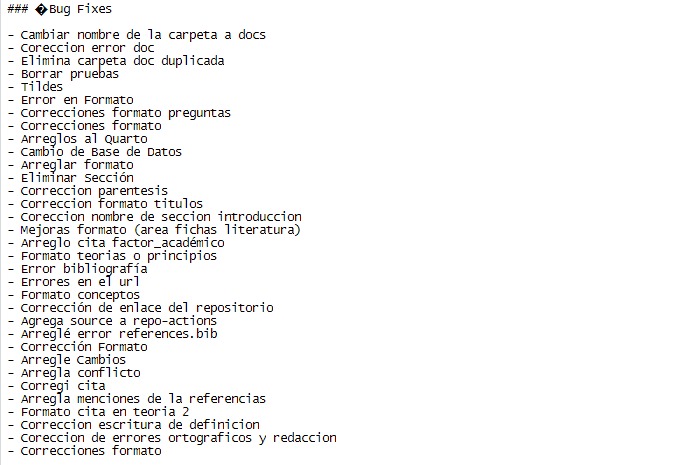 ### �Bug Fixes
- Cambiar nombre de la carpeta a docs
- Coreccion error doc
- Elimina carpeta doc duplicada
- Borrar pruebas
- Tildes
- Error en Formato
- Correcciones formato preguntas
- Correcciones formato
- Arreglos al Quarto
- Cambio de Base de Datos
- Arreglar formato
- Eliminar Sección
- Correccion parentesis
- Correccion formato titulos
- Coreccion nombre de seccion introduccion
- Mejoras formato (area fichas literatura)
- Arreglo cita factor_académico
- Formato teorias o principios
- Error bibliografía
- Errores en el url
- Formato conceptos
- Corrección de enlace del repositorio
- Agrega source a repo-actions
- Arreglé error references.bib
- Corrección Formato
- Arregle Cambios
- Arregla conflicto
- Corregi cita
- Arregla menciones de la referencias
- Formato cita en teoria 2
- Correccion escritura de definicion
- Coreccion de errores ortograficos y redaccion
- Correcciones formato